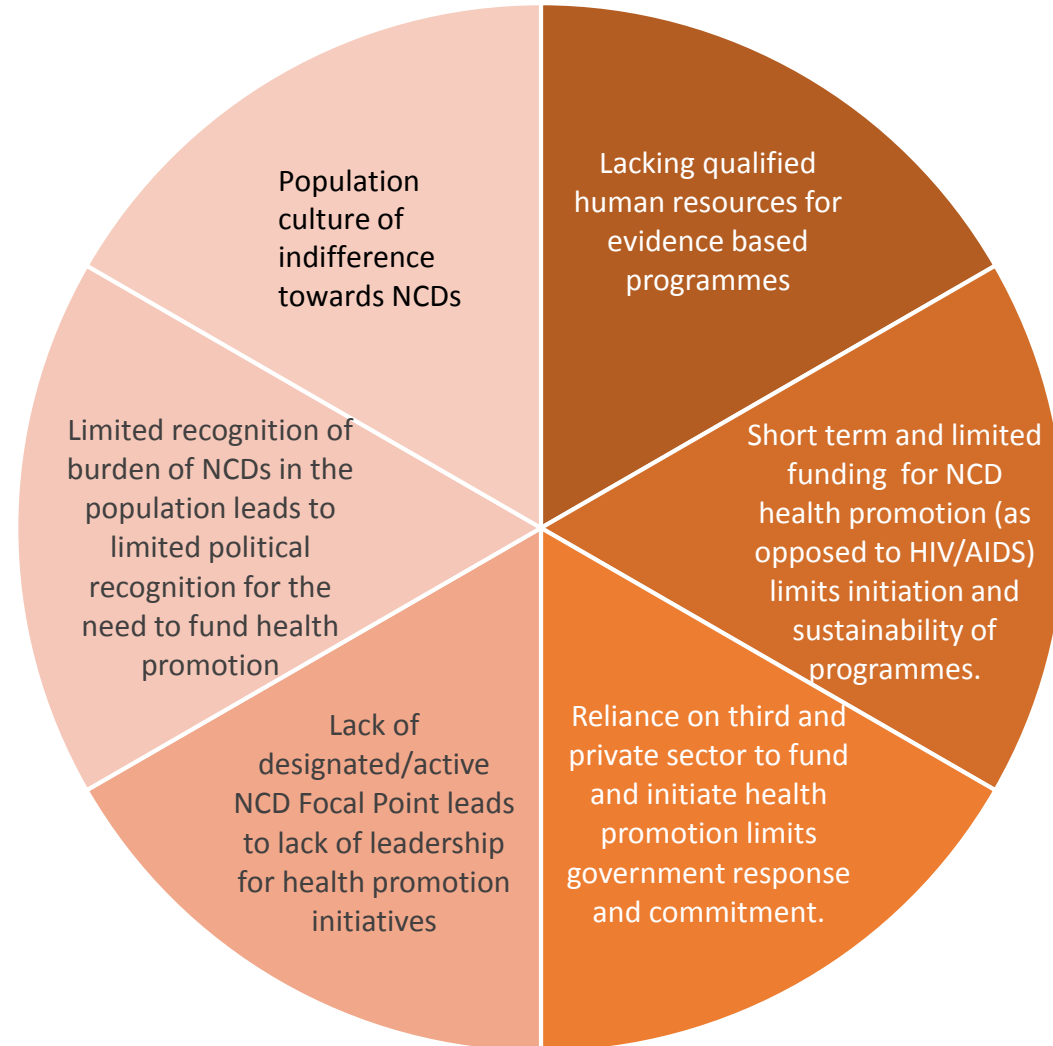 Population
culture of
indifference
towards NCDs
Lacking qualified
human resources for
evidence based
programmes
Limited recognition of
burden of NCDs in the
population leads to
limited political
recognition for the
need to fund health
promotion
Short term and limited
funding for NCD
health promotion (as
opposed to HIV/AIDS)
limits initiation and
sustainability of
programmes.
Lack of
designated/active
NCD Focal Point leads
to lack of leadership
for health promotion
initiatives
Reliance on third and
private sector to fund
and initiate health
promotion limits
government response
and commitment.